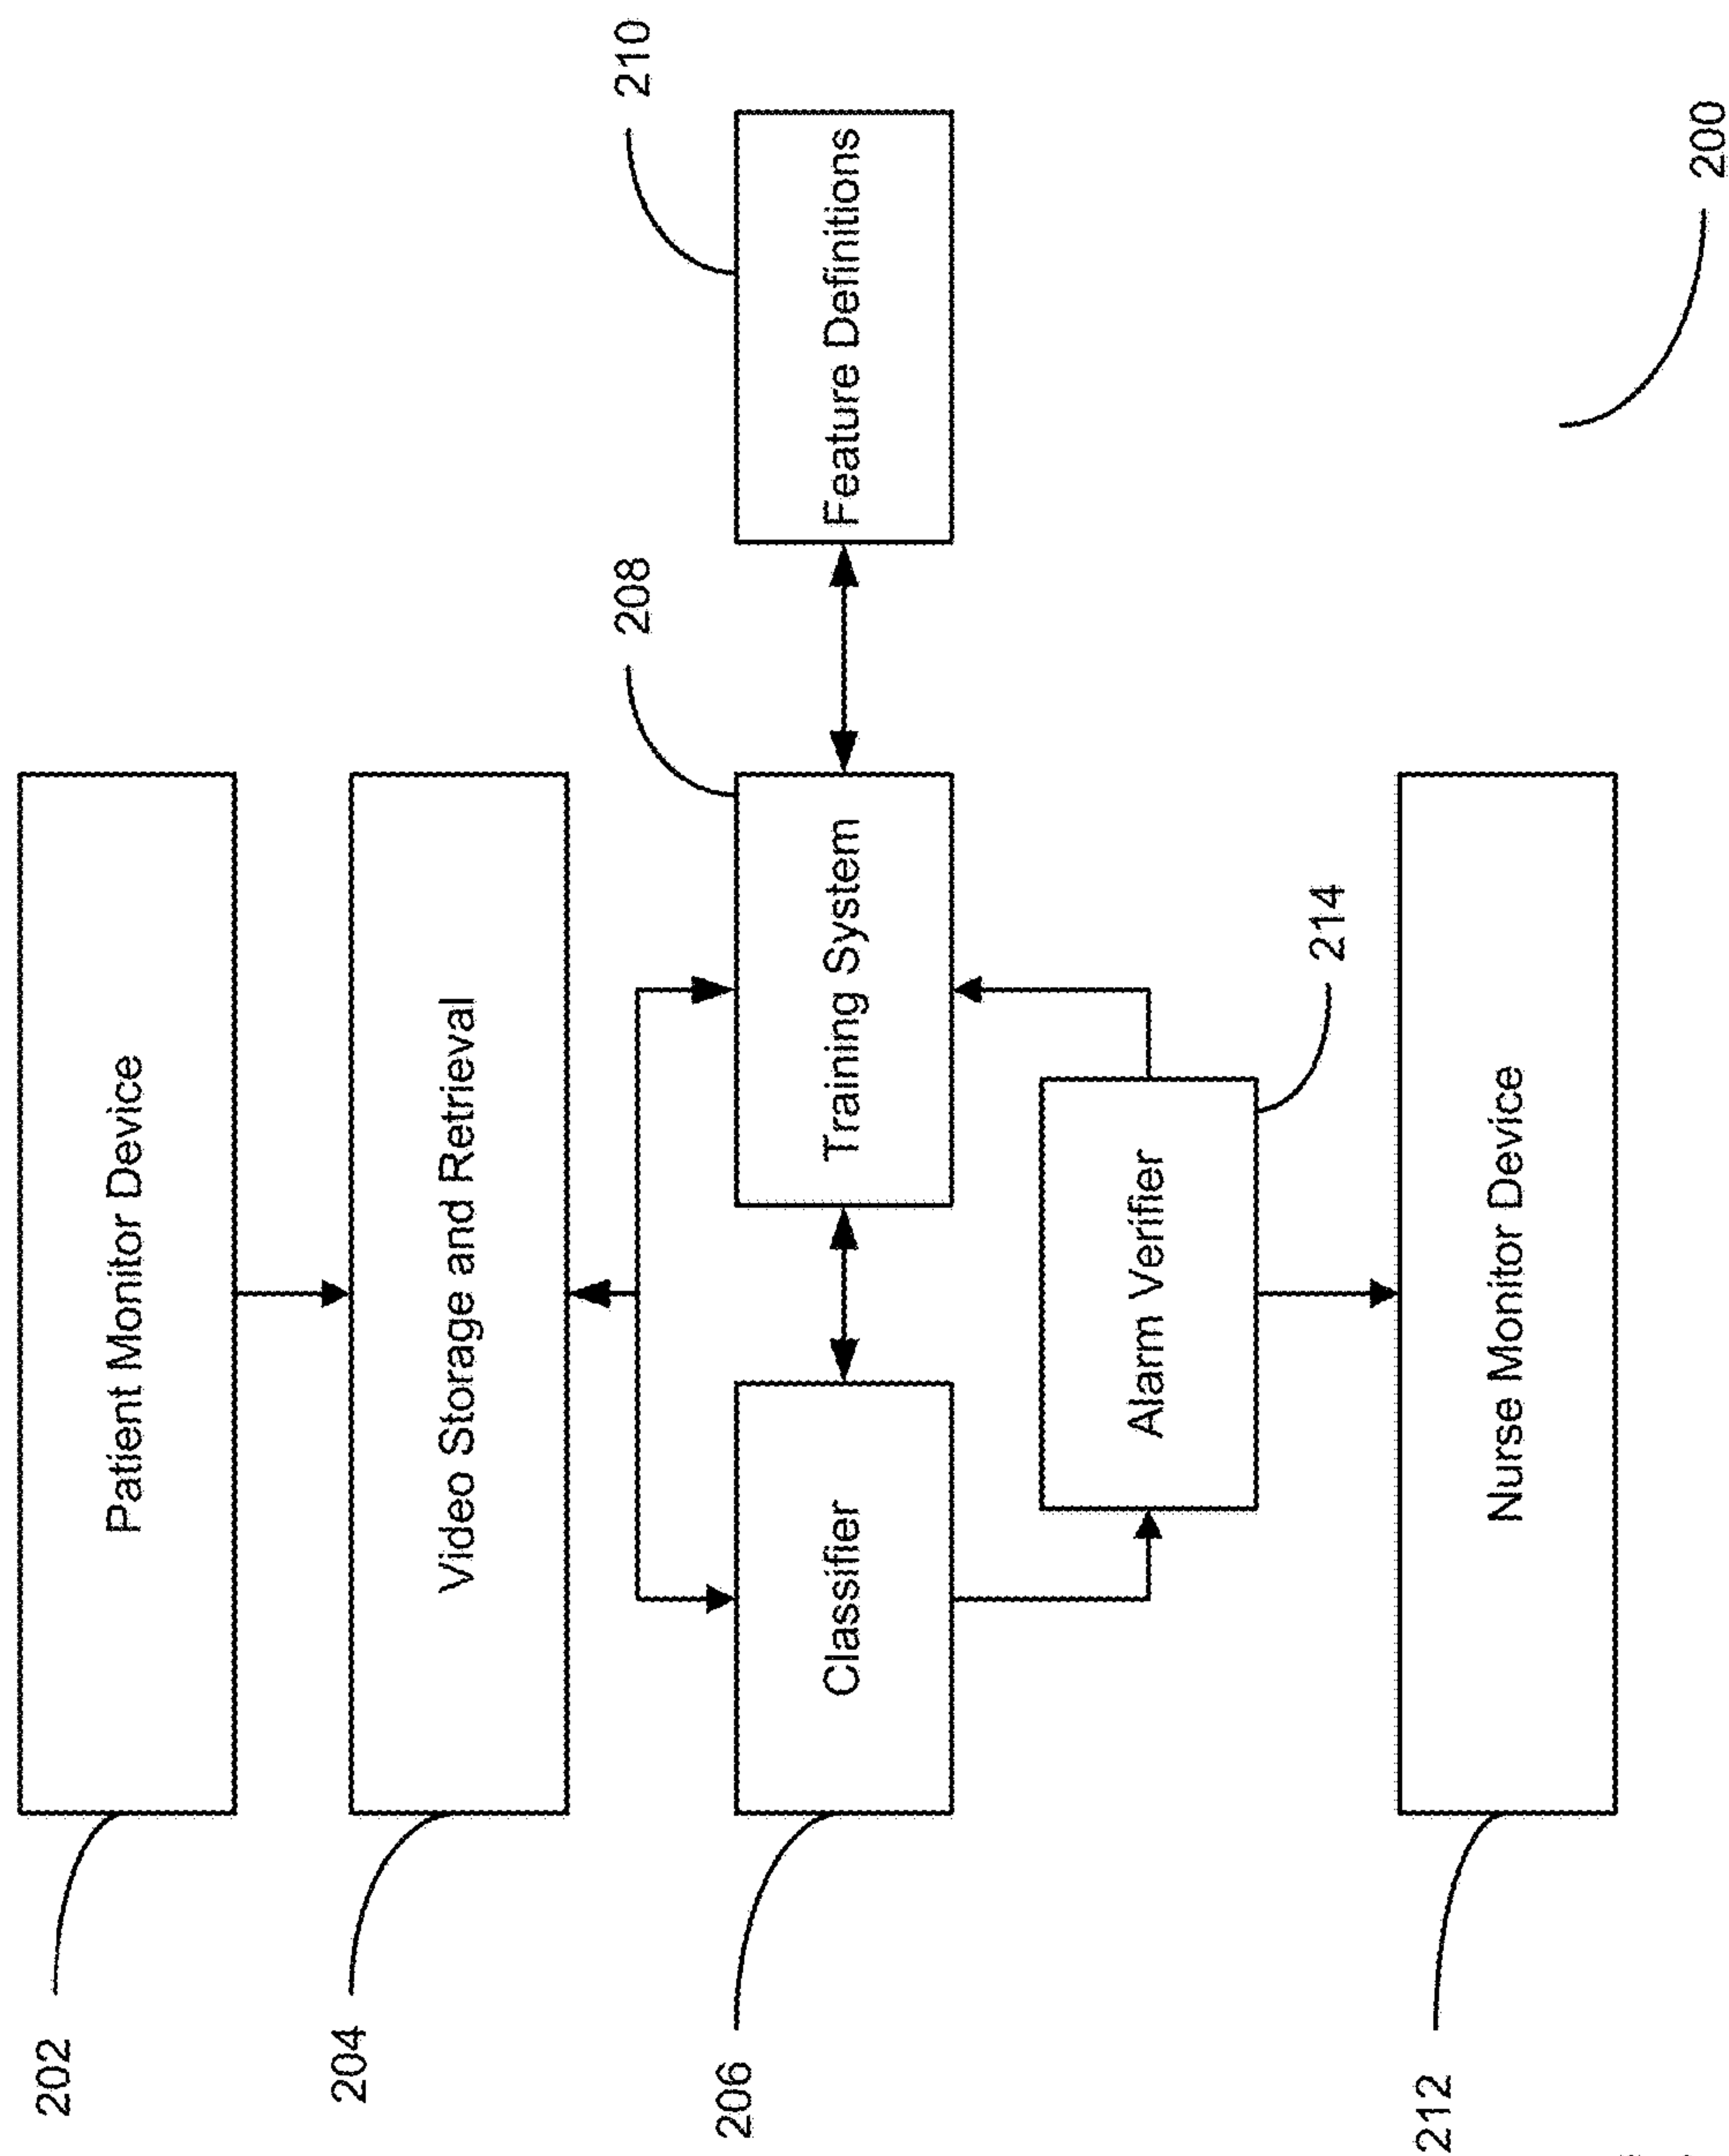 Patient Monitor Device
202
Video Storage and Retrieval
204
Classifier
206
Training System
208
Feature Definitions
210
Alarm Verifier
214
Nurse Monitor Device
212
200